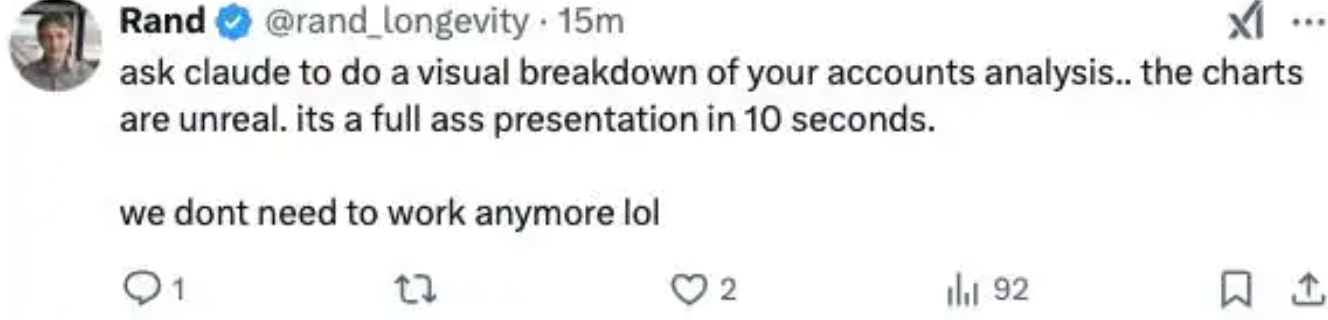 Rand @rand_longevity · 15m
ask claude to do a visual breakdown of your accounts analysis.. the charts
are unreal. its a full ass presentation in 10 seconds.
we dont need to work anymore lol
1 2 92